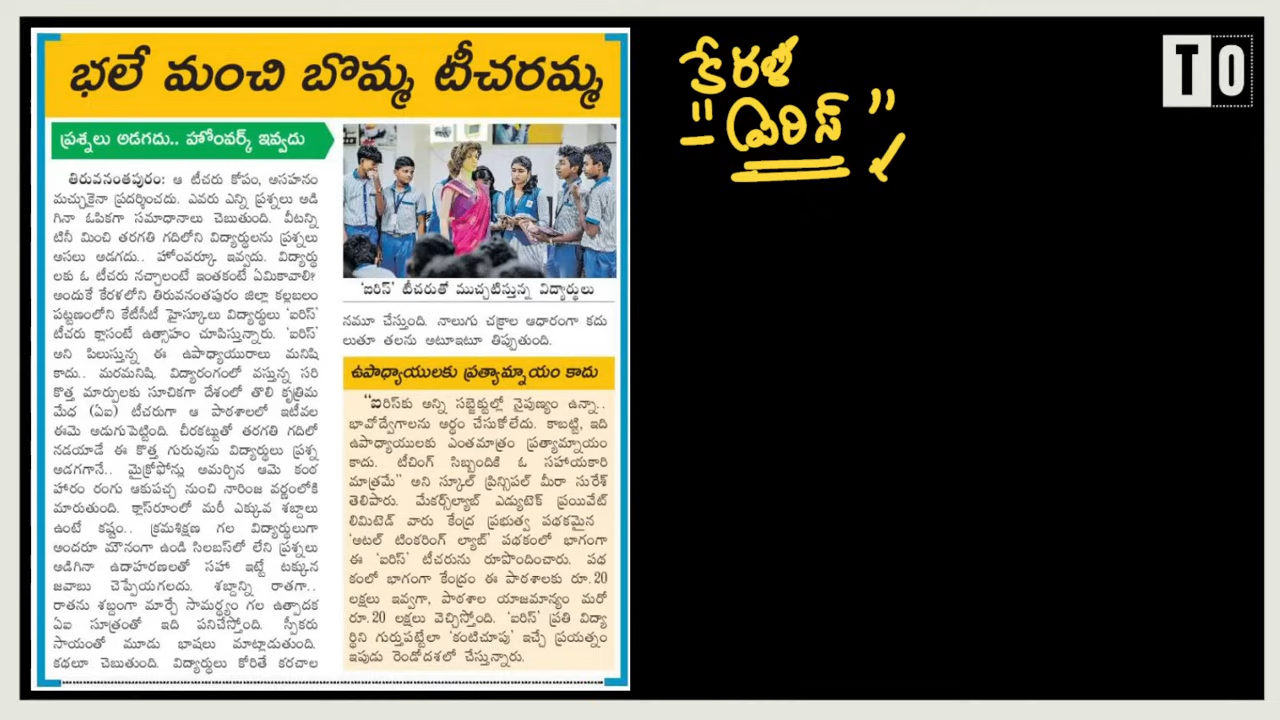 భలే మంచి బొమ్మ టీచరమ్మ
ప్రశ్నలు అడగదు.. హోంవర్క్ ఇవ్వదు
తిరువనంతపురం: ఆ టీచరు కోపం, అసహనం
మచ్చుకైనా ప్రదర్శించదు. ఎవరు ఎన్ని ప్రశ్నలు అడి
గినా ఓపికగా సమాధానాలు చెబుతుంది. వీటన్ని
టినీ మించి తరగతి గదిలోని విద్యార్థులను ప్రశ్నలు
అసలు అడగదు.. హోంవర్కూ ఇవ్వదు. విద్యార్థు
లకు ఓ టీచరు నచ్చాలంటే ఇంతకంటే ఏమికావాలి?
అందుకే కేరళలోని తిరువనంతపురం జిల్లా కల్లబలం
పట్టణంలోని కేటీసీటీ హైస్కూలు విద్యార్థులు 'ఐరిస్'
టీచరు క్లాసంటే ఉత్సాహం చూపిస్తున్నారు. 'ఐరిస్'
అని పిలుస్తున్న ఈ ఉపాధ్యాయురాలు మనిషి
కాదు.. మరమనిషి. విద్యారంగంలో వస్తున్న సరి
కొత్త మార్పులకు సూచికగా దేశంలో తొలి కృత్రిమ
మేధ (ఏఐ) టీచరుగా ఆ పాఠశాలలో ఇటీవల
ఈమె అడుగుపెట్టింది. చీరకట్టుతో తరగతి గదిలో
నడయాడే ఈ కొత్త గురువును విద్యార్థులు ప్రశ్న
అడగగానే.. మైక్రోఫోన్లు అమర్చిన ఆమె కంఠ
హారం రంగు ఆకుపచ్చ నుంచి నారింజ వర్ణంలోకి
మారుతుంది. క్లాస్‌రూంలో మరీ ఎక్కువ శబ్దాలు
ఉంటే కష్టం.. క్రమశిక్షణ గల విద్యార్థులుగా
అందరూ మౌనంగా ఉండి సిలబస్‌లో లేని ప్రశ్నలు
అడిగినా ఉదాహరణలతో సహా ఇట్టే టక్కున
జవాబు చెప్పేయగలదు. శబ్దాన్ని రాతగా..
రాతను శబ్దంగా మార్చే సామర్థ్యం గల ఉత్పాదక
ఏఐ సూత్రంతో ఇది పనిచేస్తోంది. స్పీకరు
సాయంతో మూడు భాషలు మాట్లాడుతుంది.
కథలూ చెబుతుంది. విద్యార్థులు కోరితే కరచాల
'ఐరిస్' టీచరుతో ముచ్చటిస్తున్న విద్యార్థులు
నమూ చేస్తుంది. నాలుగు చక్రాల ఆధారంగా కదు
లుతూ తలను అటూఇటూ తిప్పుతుంది.
ఉపాధ్యాయులకు ప్రత్యామ్నాయం కాదు
"ఐరిస్‌కు అన్ని సబ్జెక్టుల్లో నైపుణ్యం ఉన్నా..
భావోద్వేగాలను అర్థం చేసుకోలేదు. కాబట్టి, ఇది
ఉపాధ్యాయులకు ఎంతమాత్రం ప్రత్యామ్నాయం
కాదు. టీచింగ్ సిబ్బందికి ఓ సహాయకారి
మాత్రమే" అని స్కూల్ ప్రిన్సిపల్ మీరా సురేశ్
తెలిపారు. మేకర్స్‌ల్యాబ్ ఎడ్యుటెక్ ప్రయివేట్
లిమిటెడ్ వారు కేంద్ర ప్రభుత్వ పథకమైన
'అటల్ టింకరింగ్ ల్యాబ్' పథకంలో భాగంగా
ఈ 'ఐరిస్' టీచరును రూపొందించారు. పథ
కంలో భాగంగా కేంద్రం ఈ పాఠశాలకు రూ.20
లక్షలు ఇవ్వగా, పాఠశాల యాజమాన్యం మరో
రూ.20 లక్షలు వెచ్చిస్తోంది. 'ఐరిస్' ప్రతి విద్యా
ర్థిని గుర్తుపట్టేలా 'కంటిచూపు' ఇచ్చే ప్రయత్నం
ఇపుడు రెండోదశలో చేస్తున్నారు.
కేరళ
"ఐరిస్"
TO